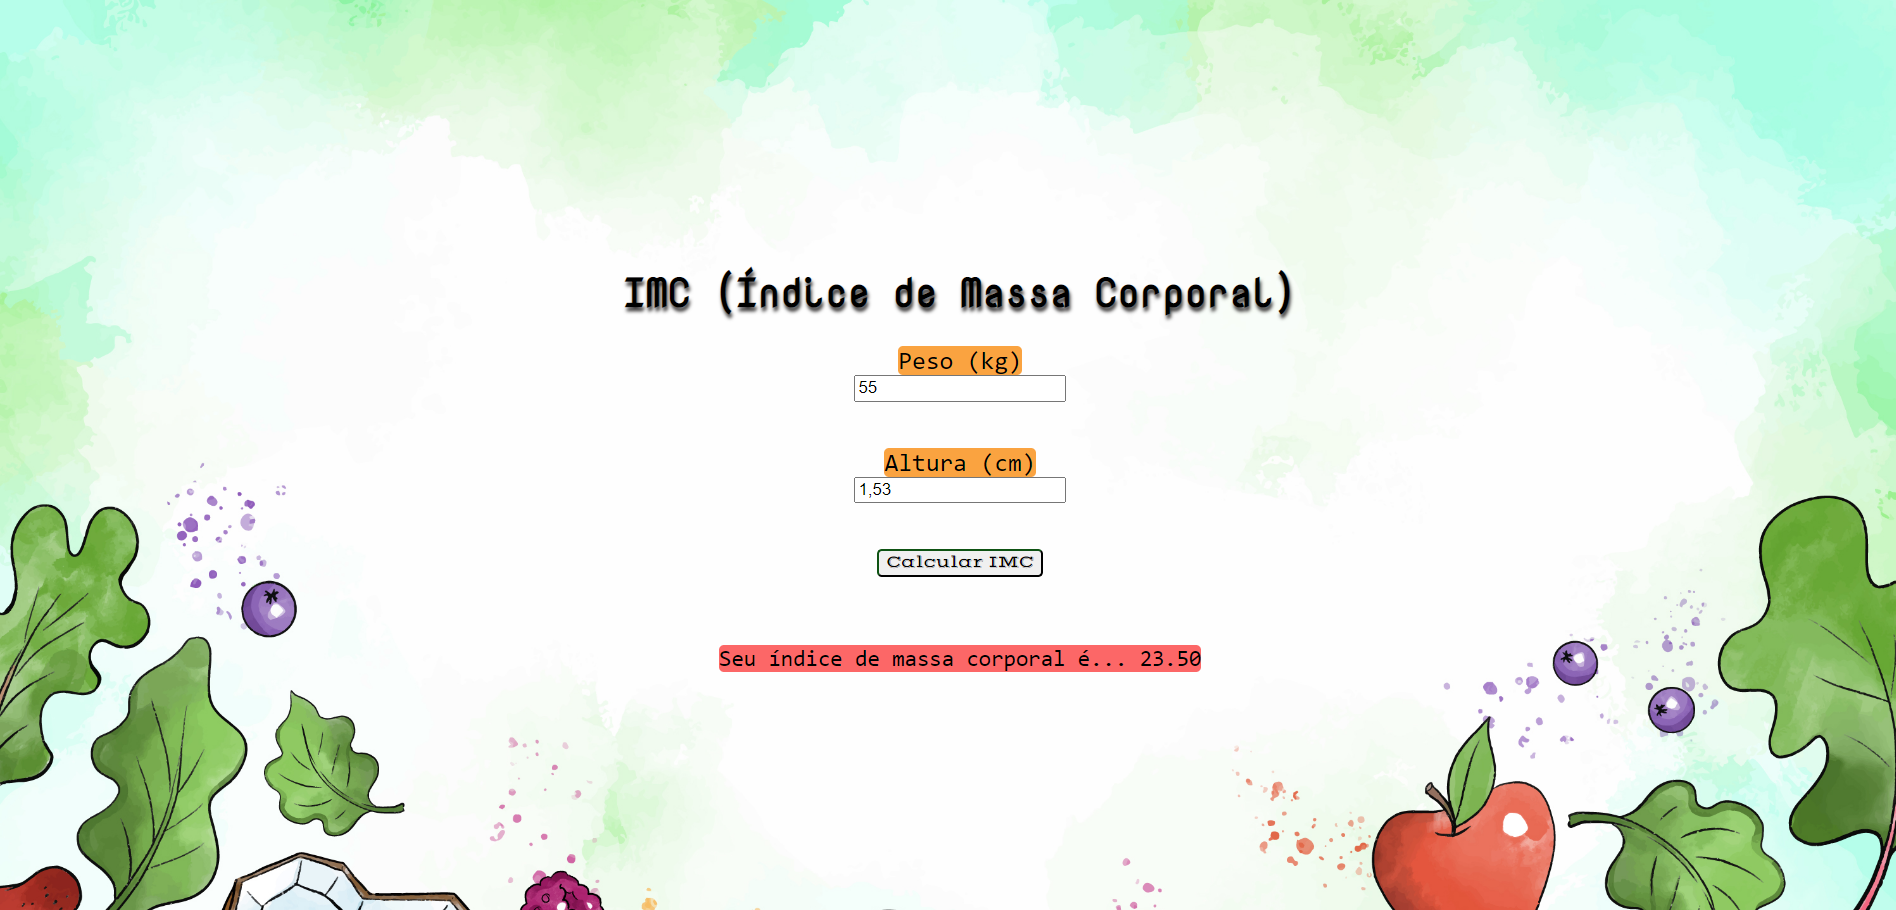 IMC (Índice de Massa Corporal)
Peso (kg)
55
Altura (cm)
1,53
Calcular IMC
Seu índice de massa corporal é... 23.50